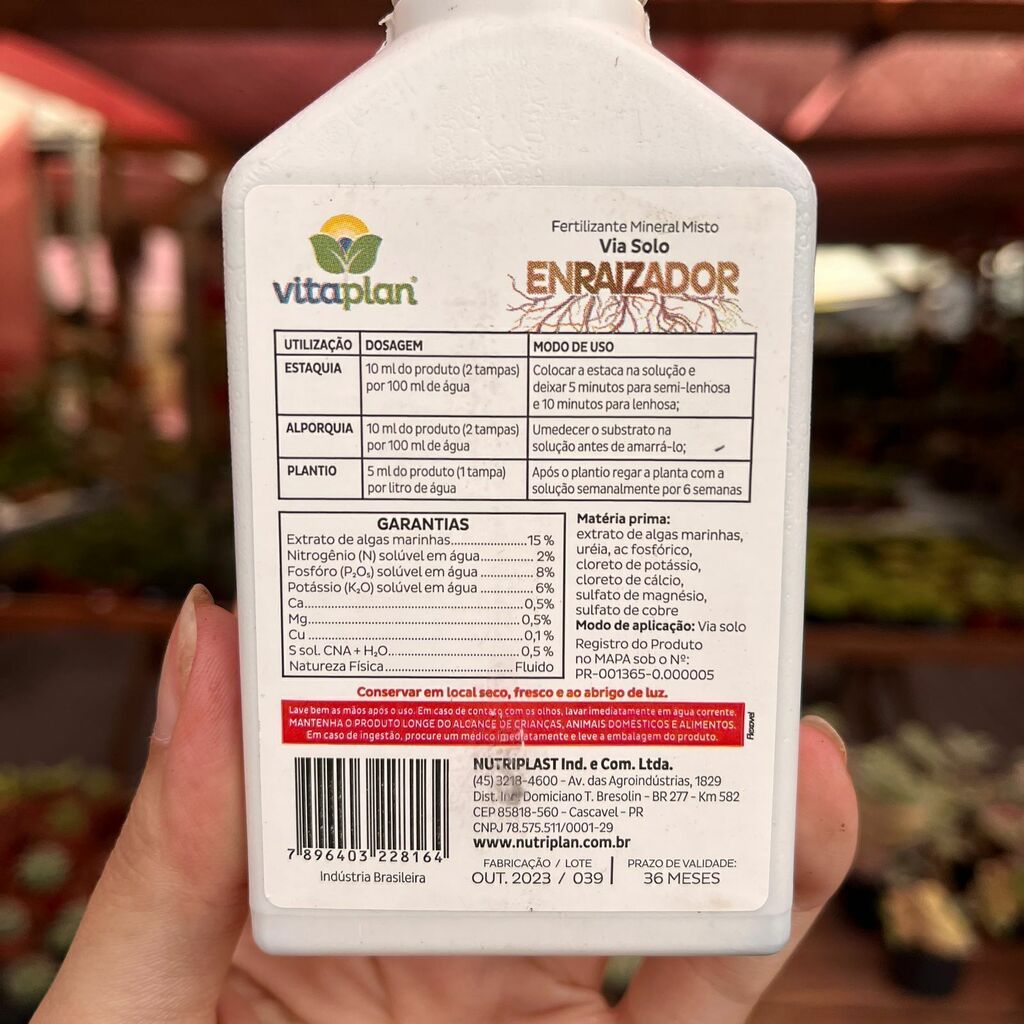 vitaplan
Fertilizante Mineral Misto
Via Solo
ENRAIZADOR
UTILIZAÇÃO DOSAGEM MODO DE USO
ESTAQUIA
10 ml do produto (2 tampas)
por 100 ml de água
Colocar a estaca na solução e
deixar 5 minutos para semi-lenhosa
e 10 minutos para lenhosa;
ALPORQUIA
10 ml do produto (2 tampas)
por 100 ml de água
Umedecer o substrato na
solução antes de amarrá-lo;
PLANTIO
5 ml do produto (1 tampa)
por litro de água
Após o plantio regar a planta com a
solução semanalmente por 6 semanas
GARANTIAS
Extrato de algas marinhas......................15 %
Nitrogênio (N) solúvel em água............2%
Fosfóro (P₂O₅) solúvel em água............8%
Potássio (K₂O) solúvel em água............6%
Ca............0,5%
Mg............0,5%
Cu............0,1 %
S sol. CNA + H₂O............0,5 %
Natureza Física............Fluido
Matéria prima:
extrato de algas marinhas,
uréia, ac fosfórico,
cloreto de potássio,
cloreto de cálcio,
sulfato de magnésio,
sulfato de cobre
Modo de aplicação: Via solo
Registro do Produto
no MAPA sob o Nº:
PR-001365-0.000005
Conservar em local seco, fresco e ao abrigo de luz.
Lave bem as mãos após o uso. Em caso de contato com os olhos, lavar imediatamente em água corrente.
MANTENHA O PRODUTO LONGE DO ALCANCE DE CRIANÇAS, ANIMAIS DOMÉSTICOS E ALIMENTOS.
Em caso de ingestão, procure um médico imediatamente e leve a embalagem do produto.
Flexovel
7 896403 228164
Indústria Brasileira
NUTRIPLAST Ind. e Com. Ltda.
(45) 3218-4600 - Av. das Agroindústrias, 1829
Dist. Ind. Domiciano T. Bresolin - BR 277 - Km 582
CEP 85818-560 - Cascavel - PR
CNPJ 78.575.511/0001-29
www.nutriplan.com.br
FABRICAÇÃO / LOTE
OUT. 2023 / 039
PRAZO DE VALIDADE:
36 MESES